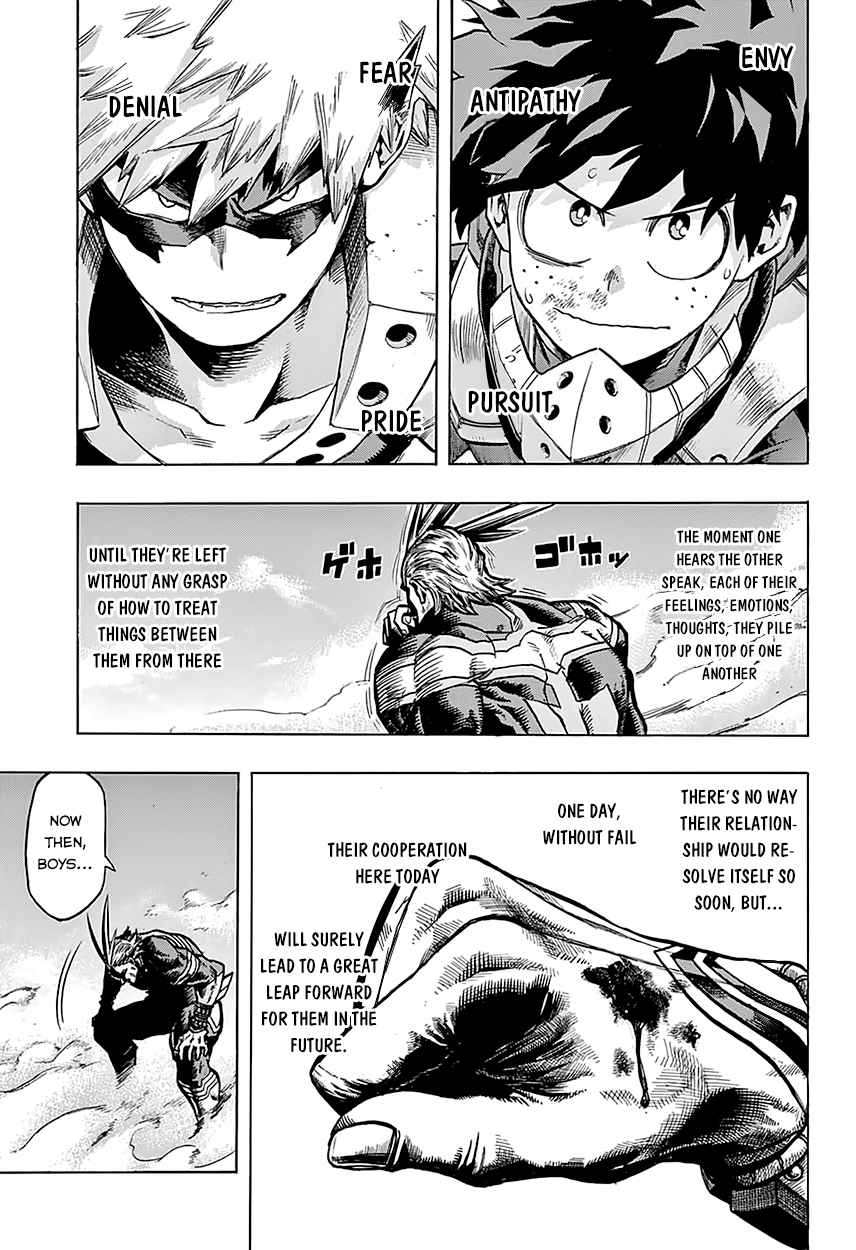 ENVY
ANTIPATHY
PURSUIT
FEAR
DENIAL
PRIDE
THE MOMENT ONE
HEARS THE OTHER
SPEAK, EACH OF THEIR
FEELINGS, EMOTIONS,
THOUGHTS, THEY PILE
UP ON TOP OF ONE
ANOTHER
ゴホッ
ゲホ
UNTIL THEY'RE LEFT
WITHOUT ANY GRASP
OF HOW TO TREAT
THINGS BETWEEN
THEM FROM THERE
THERE'S NO WAY
THEIR RELATION-
SHIP WOULD RE-
SOLVE ITSELF SO
SOON, BUT...
ONE DAY,
WITHOUT FAIL
THEIR COOPERATION
HERE TODAY
WILL SURELY
LEAD TO A GREAT
LEAP FORWARD
FOR THEM IN THE
FUTURE.
NOW
THEN,
BOYS...